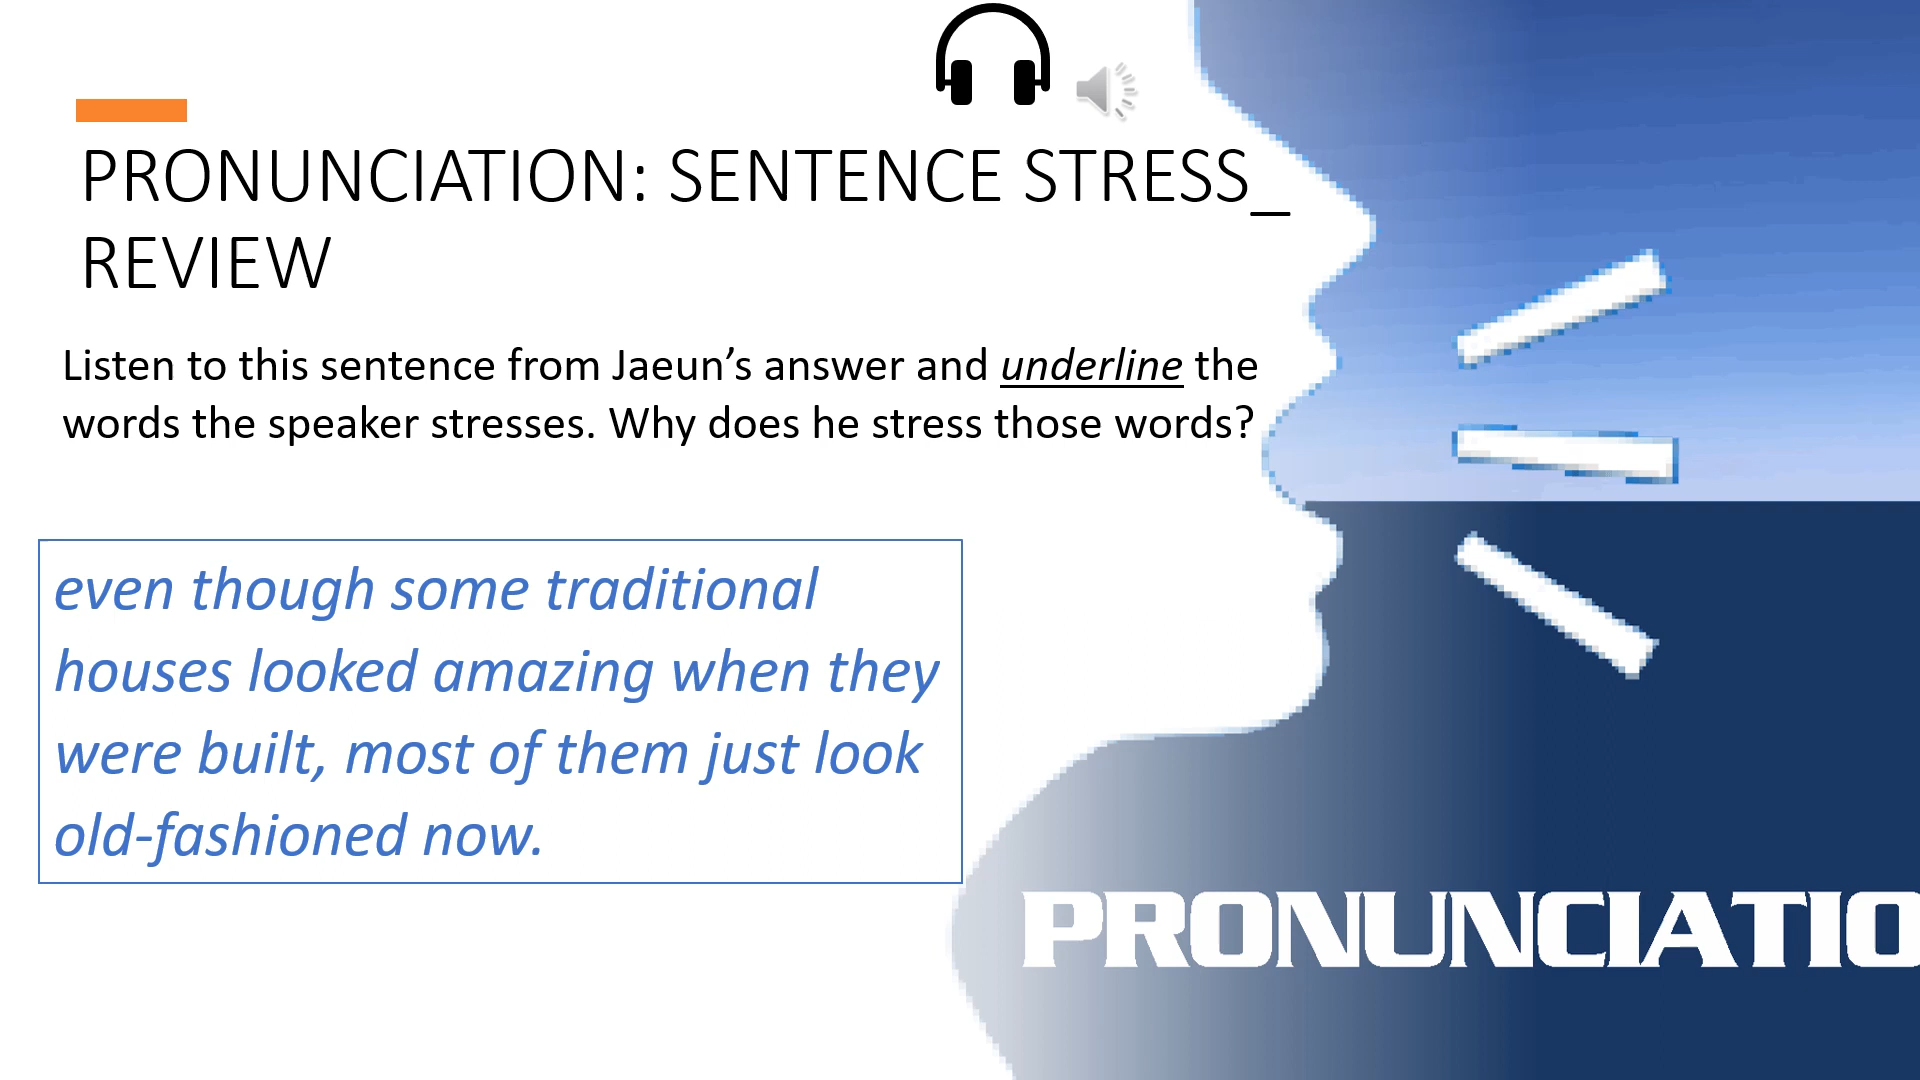 PRONUNCIATION: SENTENCE STRESS_
REVIEW
Listen to this sentence from Jaeun’s answer and underline the
words the speaker stresses. Why does he stress those words?
even though some traditional
houses looked amazing when they
were built, most of them just look
old-fashioned now.
PRONUNCIATIO